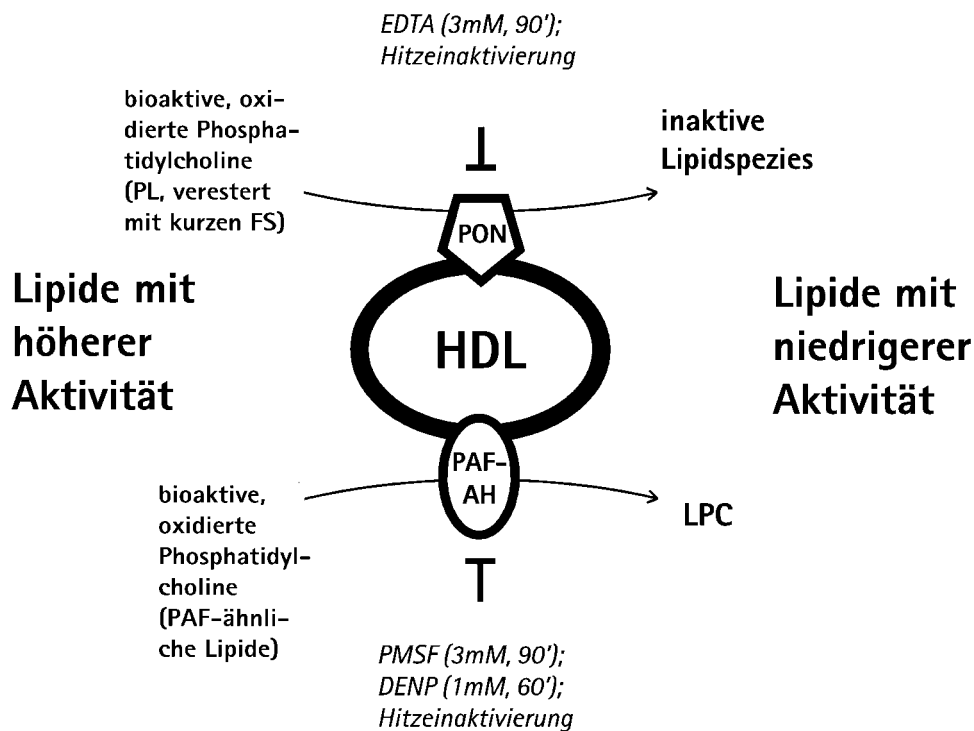 EDTA (3mM, 90');
Hitzeinaktivierung
bioaktive, oxi-
dierte Phospha-
tidylcholine
(PL, verestert
mit kurzen FS)
inaktive
Lipidspezies
PON
Lipide mit
höherer
Aktivität
HDL
Lipide mit
niedrigerer
Aktivität
PAF-
AH
bioaktive,
oxidierte
Phosphatidyl-
choline
(PAF-ähnli-
che Lipide)
LPC
PMSF (3mM, 90');
DENP (1mM, 60');
Hitzeinaktivierung